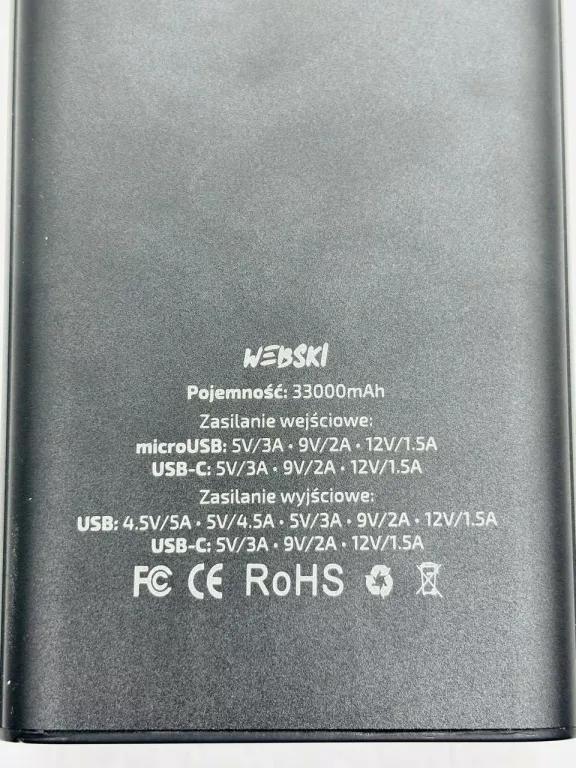 WEBSKI
Pojemność: 33000mAh
Zasilanie wejściowe:
microUSB: 5V/3A • 9V/2A • 12V/1.5A
USB-C: 5V/3A • 9V/2A • 12V/1.5A
Zasilanie wyjściowe:
USB: 4.5V/5A • 5V/4.5A • 5V/3A • 9V/2A • 12V/1.5A
USB-C: 5V/3A • 9V/2A • 12V/1.5A
FC CE RoHS